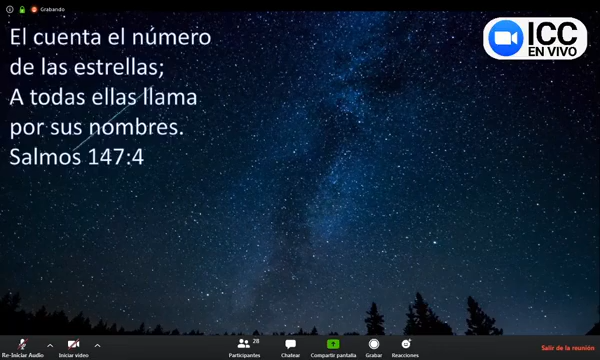 Grabando
El cuenta el número
de las estrellas;
A todas ellas llama
por sus nombres.
Salmos 147:4
ICC
EN VIVO
Re-Iniciar Audio
Iniciar video
Participantes
28
Chatear
Compartir pantalla
Grabar
Reacciones
Salir de la reunión